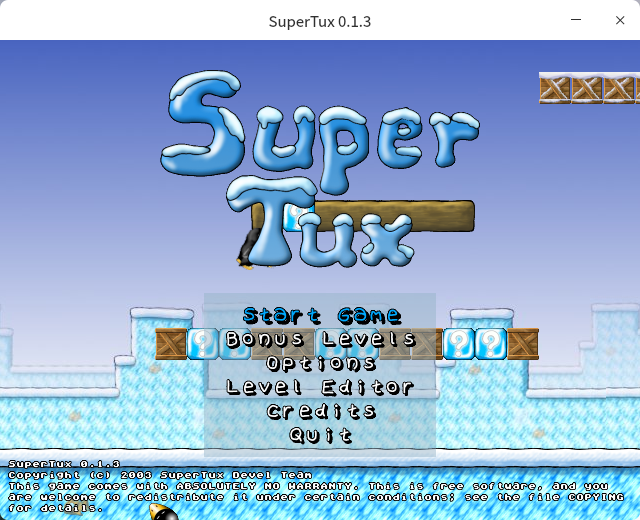 SuperTux 0.1.3
Super
Tux
Start Game
Bonus Levels
Options
Level Editor
Credits
Quit
SuperTux 0.1.3
Copyright (c) 2003 SuperTux Devel Team
This game comes with ABSOLUTELY NO WARRANTY. This is free software, and you
are welcome to redistribute it under certain conditions; see the file COPYING
for details.